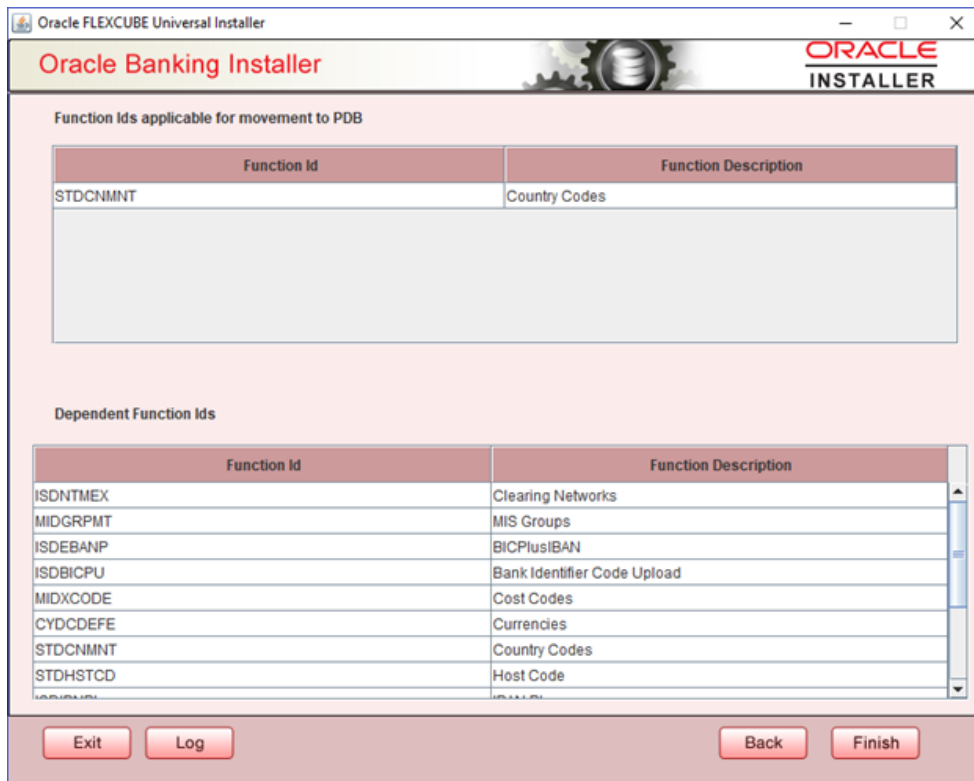 Oracle FLEXCUBE Universal Installer
Oracle Banking Installer
ORACLE
INSTALLER
Function Ids applicable for movement to PDB
Function Id Function Description
STDCNMNT Country Codes
Dependent Function Ids
Function Id Function Description
ISDNTMEX Clearing Networks
MIDGRPMT MIS Groups
ISDEBANP BICPlusIBAN
ISDBICPU Bank Identifier Code Upload
MIDXCODE Cost Codes
CYDCDEFE Currencies
STDCNMNT Country Codes
STDHSTCD Host Code
Exit Log Back Finish